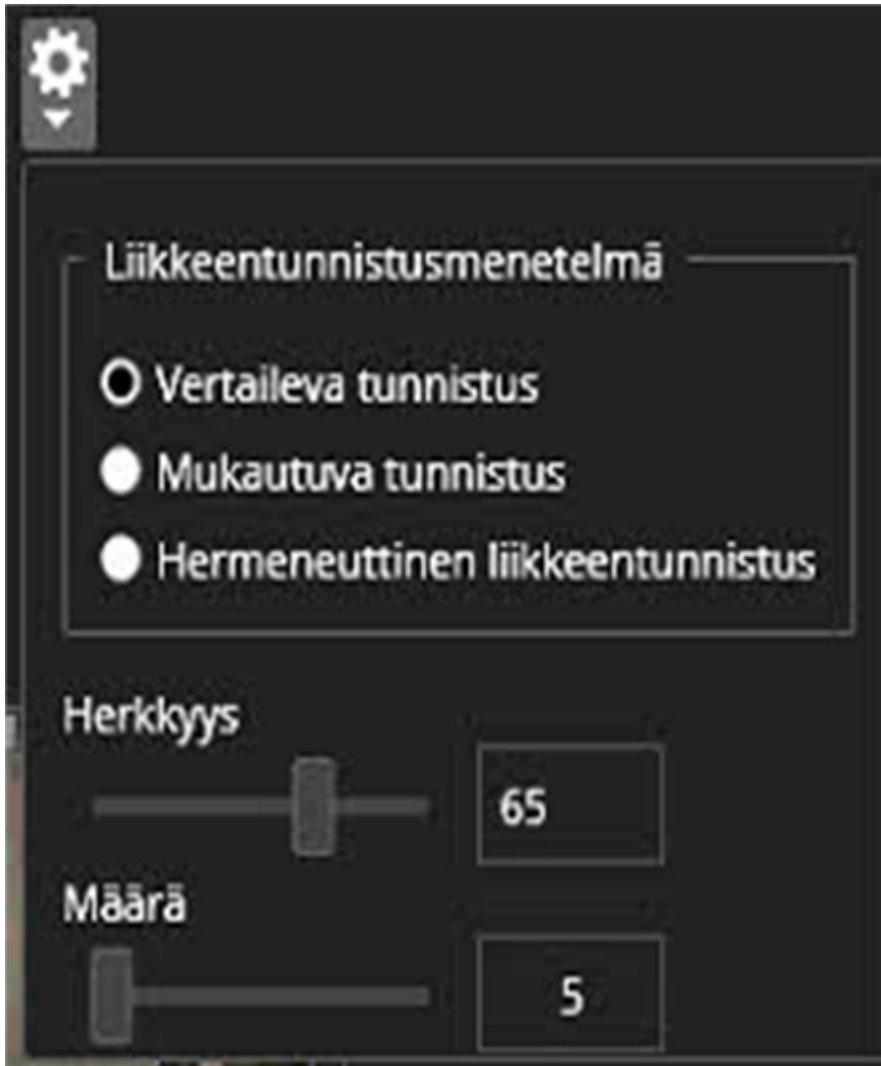 Liikkeentunnistusmenetelmä
Vertaileva tunnistus
Mukautuva tunnistus
Hermeneuttinen liikkeentunnistus
Herkkyys
65
Määrä
5